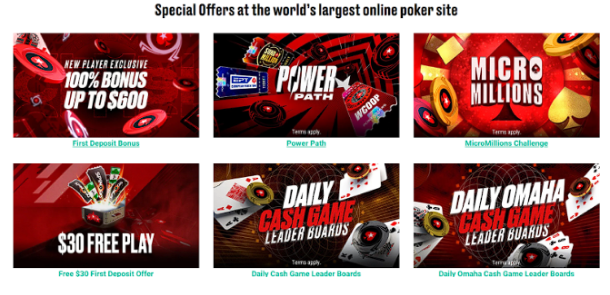 Special Offers at the world's largest online poker site
NEW PLAYER EXCLUSIVE
100% BONUS
UP TO $600
First Deposit Bonus
EPT
WCOOP
POWER
PATH
Terms apply.
Power Path
MICRO
MILLIONS
Terms apply.
MicroMillions Challenge
$30 FREE PLAY
Free $30 First Deposit Offer
DAILY
CASH GAME
LEADER BOARDS
Terms apply.
Daily Cash Game Leader Boards
DAILY OMAHA
CASH GAME
LEADER BOARDS
Terms apply.
Daily Omaha Cash Game Leader Boards